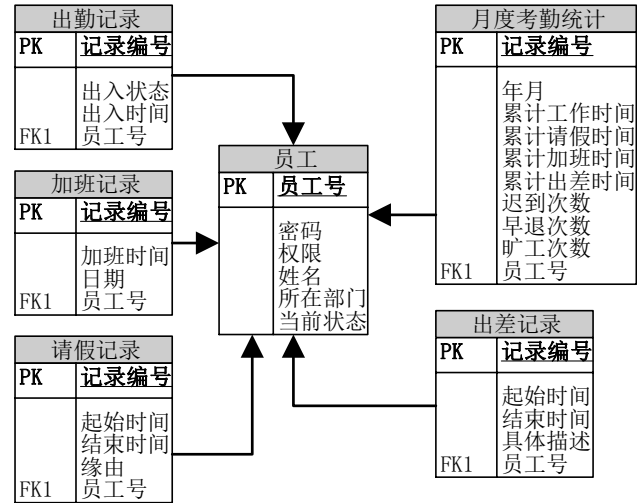 出勤记录
PK 记录编号
出入状态
出入时间
FK1 员工号
加班记录
PK 记录编号
加班时间
日期
FK1 员工号
请假记录
PK 记录编号
起始时间
结束时间
缘由
FK1 员工号
员工
PK 员工号
密码
权限
姓名
所在部门
当前状态
月度考勤统计
PK 记录编号
年月
累计工作时间
累计请假时间
累计加班时间
累计出差时间
迟到次数
早退次数
旷工次数
FK1 员工号
出差记录
PK 记录编号
起始时间
结束时间
具体描述
FK1 员工号